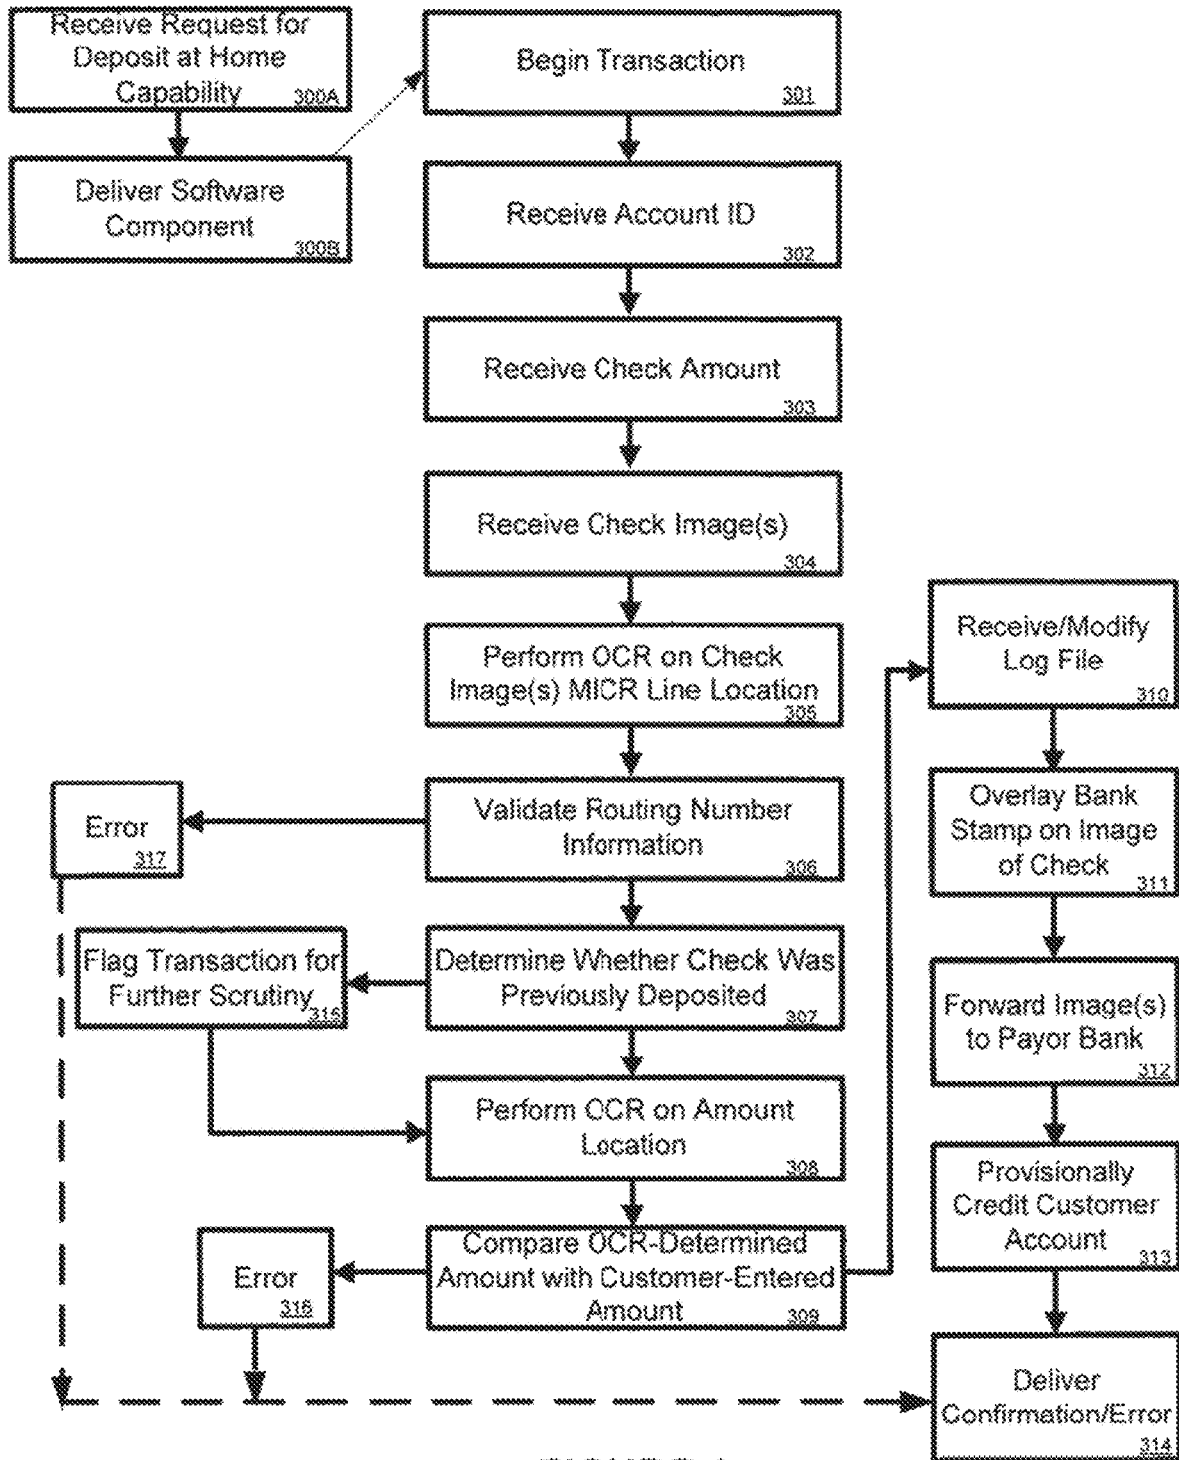 Receive Request for
Deposit at Home
Capability
300A
Deliver Software
Component
300B
Begin Transaction
301
Receive Account ID
302
Receive Check Amount
303
Receive Check Image(s)
304
Perform OCR on Check
Image(s) MICR Line Location
305
Validate Routing Number
Information
306
Error
317
Determine Whether Check Was
Previously Deposited
307
Flag Transaction for
Further Scrutiny
Perform OCR on Amount
Location
308
Compare OCR-Determined
Amount with Customer-Entered
Amount
309
Error
Receive/Modify
Log File
310
Overlay Bank
Stamp on Image
of Check
311
Forward Image(s)
to Payor Bank
312
Provisionally
Credit Customer
Account
313
Deliver
Confirmation/Error
314